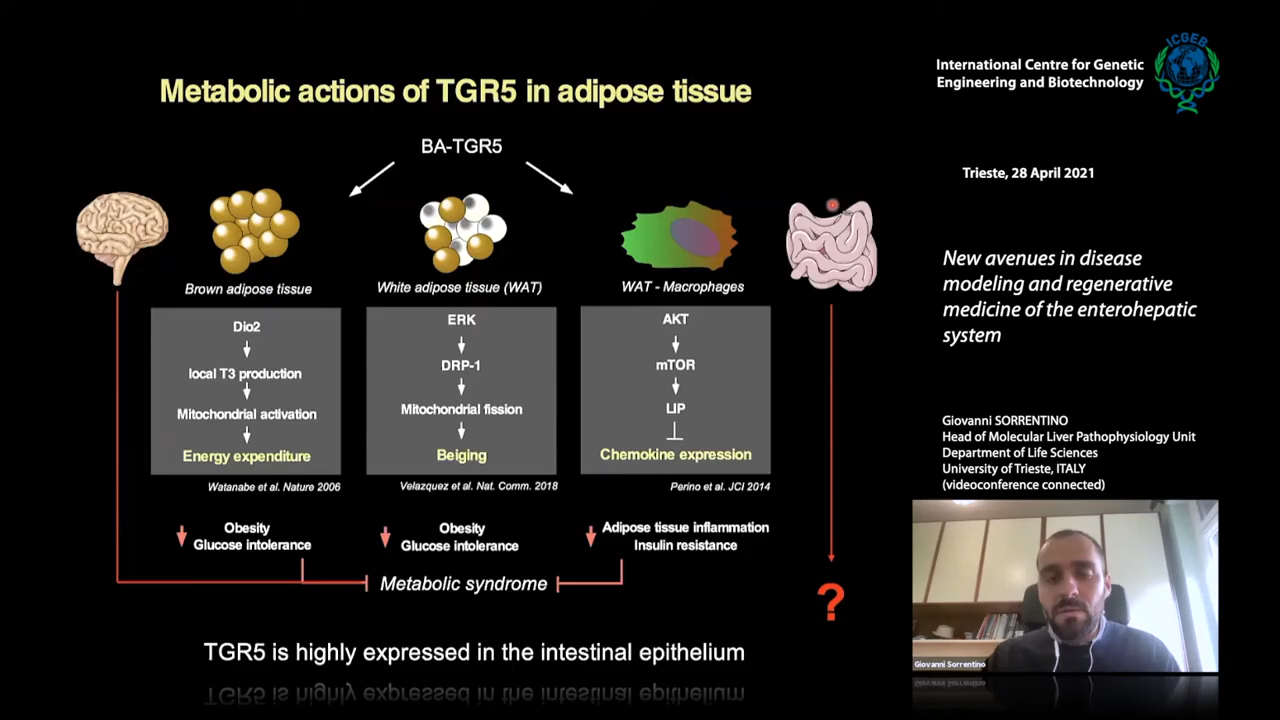 Metabolic actions of TGR5 in adipose tissue
BA-TGR5
Brown adipose tissue
White adipose tissue (WAT)
WAT - Macrophages
Dio2
local T3 production
Mitochondrial activation
Energy expenditure
ERK
DRP-1
Mitochondrial fission
Beiging
AKT
mTOR
LIP
Chemokine expression
Watanabe et al. Nature 2006
Velazquez et al. Nat. Comm. 2018
Perino et al. JCI 2014
Obesity
Glucose intolerance
Obesity
Glucose intolerance
Adipose tissue inflammation
Insulin resistance
Metabolic syndrome
?
TGR5 is highly expressed in the intestinal epithelium
International Centre for Genetic
Engineering and Biotechnology
ICGEB
Trieste, 28 April 2021
New avenues in disease
modeling and regenerative
medicine of the enterohepatic
system
Giovanni SORRENTINO
Head of Molecular Liver Pathophysiology Unit
Department of Life Sciences
University of Trieste, ITALY
(videoconference connected)
Giovanni Sorrentino